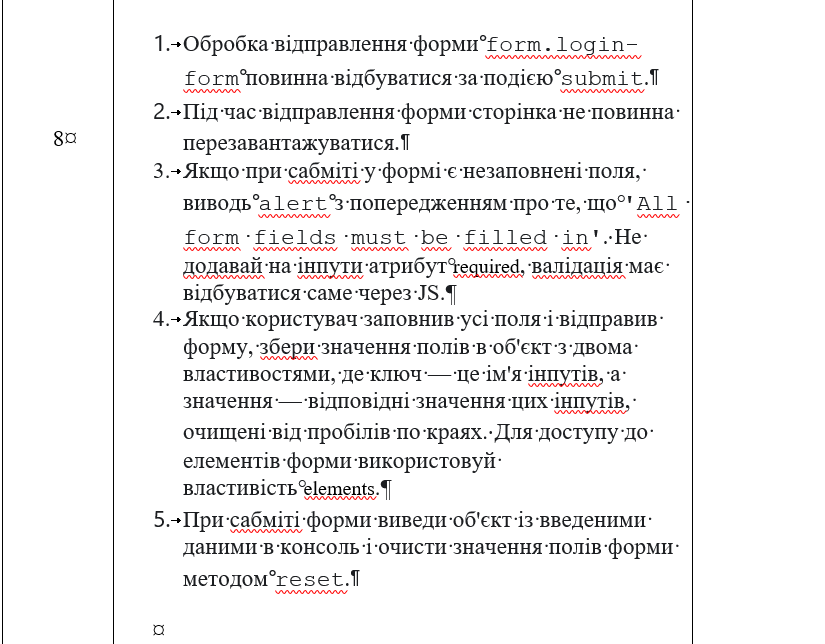 1. Обробка відправлення форми form.login-
form повинна відбуватися за подією submit.¶
2. Під час відправлення форми сторінка не повинна
перезавантажуватися.¶
8¤
3. Якщо при сабміті у формі є незаповнені поля,
виводь alert з попередженням про те, що 'All
form fields must be filled in'. Не
додавай на інпути атрибут required, валідація має
відбуватися саме через JS.¶
4. Якщо користувач заповнив усі поля і відправив
форму, збери значення полів в об'єкт з двома
властивостями, де ключ — це ім'я інпутів, а
значення — відповідні значення цих інпутів,
очищені від пробілів по краях. Для доступу до
елементів форми використовуй
властивість elements.¶
5. При сабміті форми виведи об'єкт із введеними
даними в консоль і очисти значення полів форми
методом reset.¶
¤